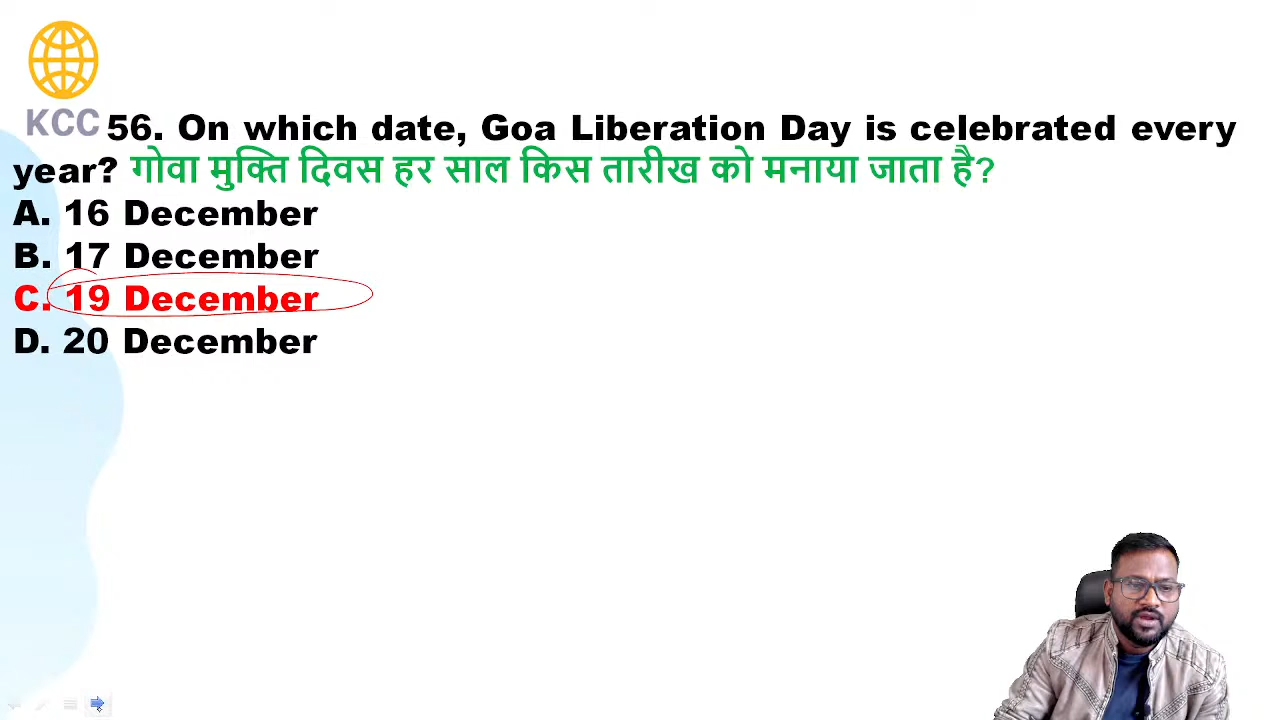 KCC 56. On which date, Goa Liberation Day is celebrated every
year? गोवा मुक्ति दिवस हर साल किस तारीख को मनाया जाता है?
A. 16 December
B. 17 December
C. 19 December
D. 20 December